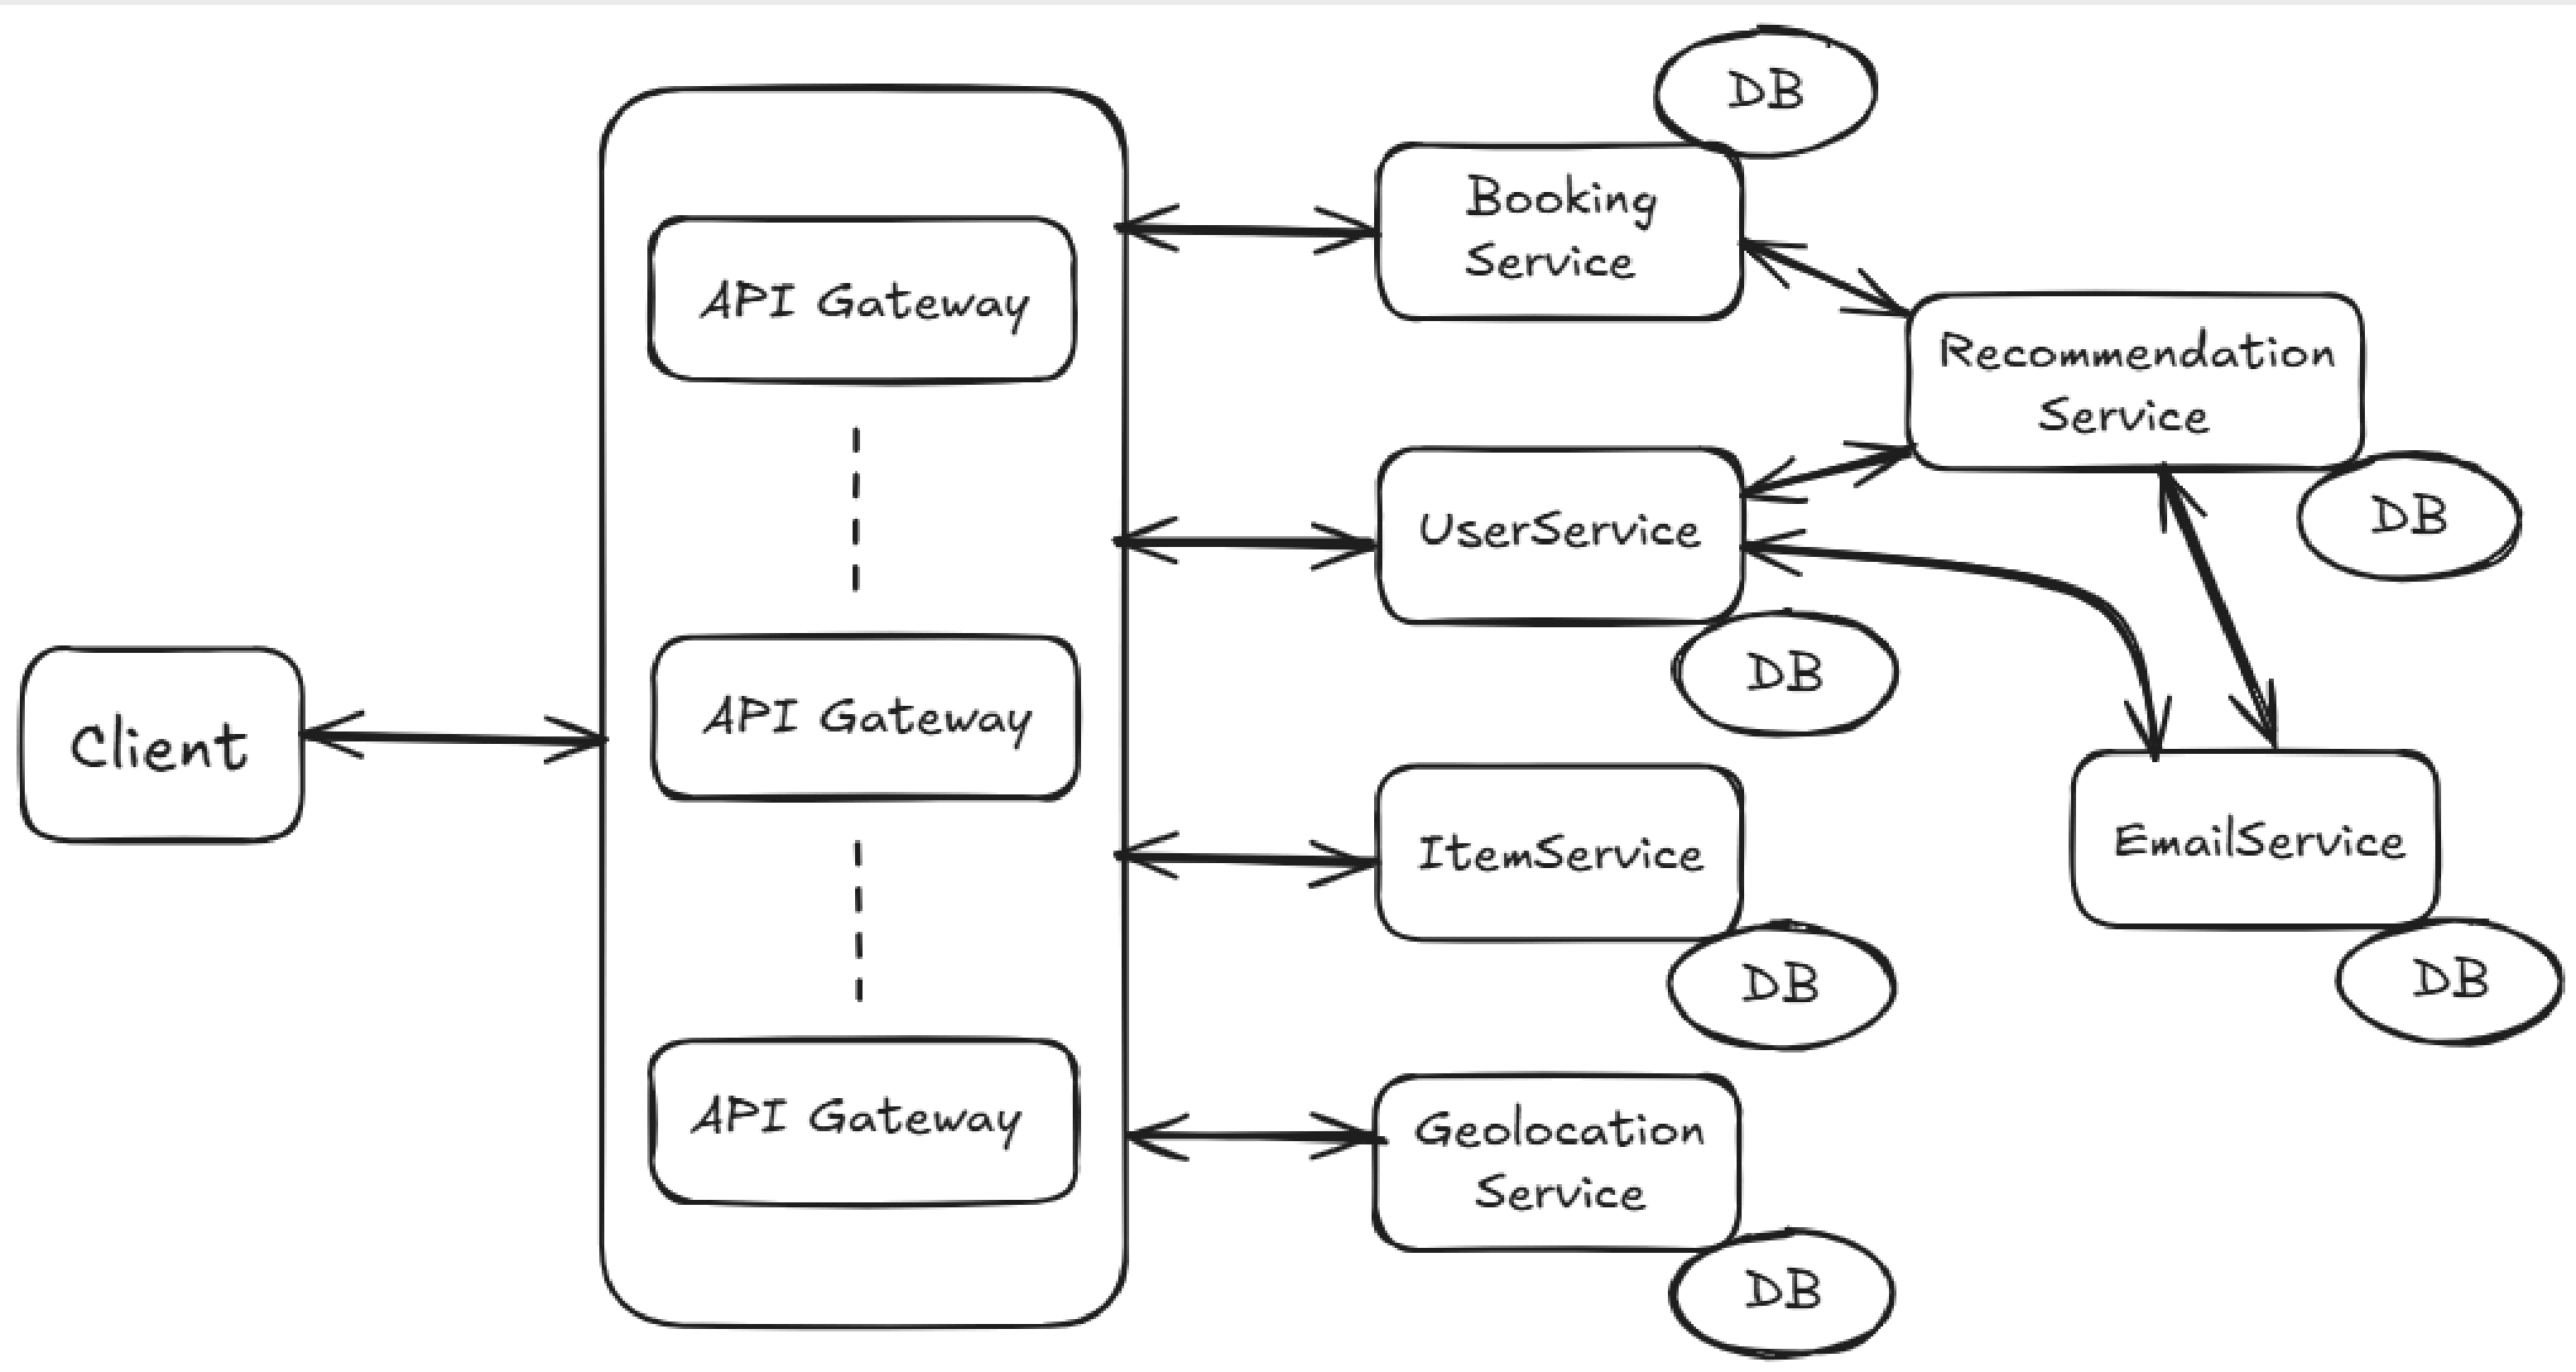 DB
Booking
Service
API Gateway
Recommendation
Service
DB
UserService
DB
API Gateway
Client
ItemService
EmailService
DB
DB
API Gateway
Geolocation
Service
DB